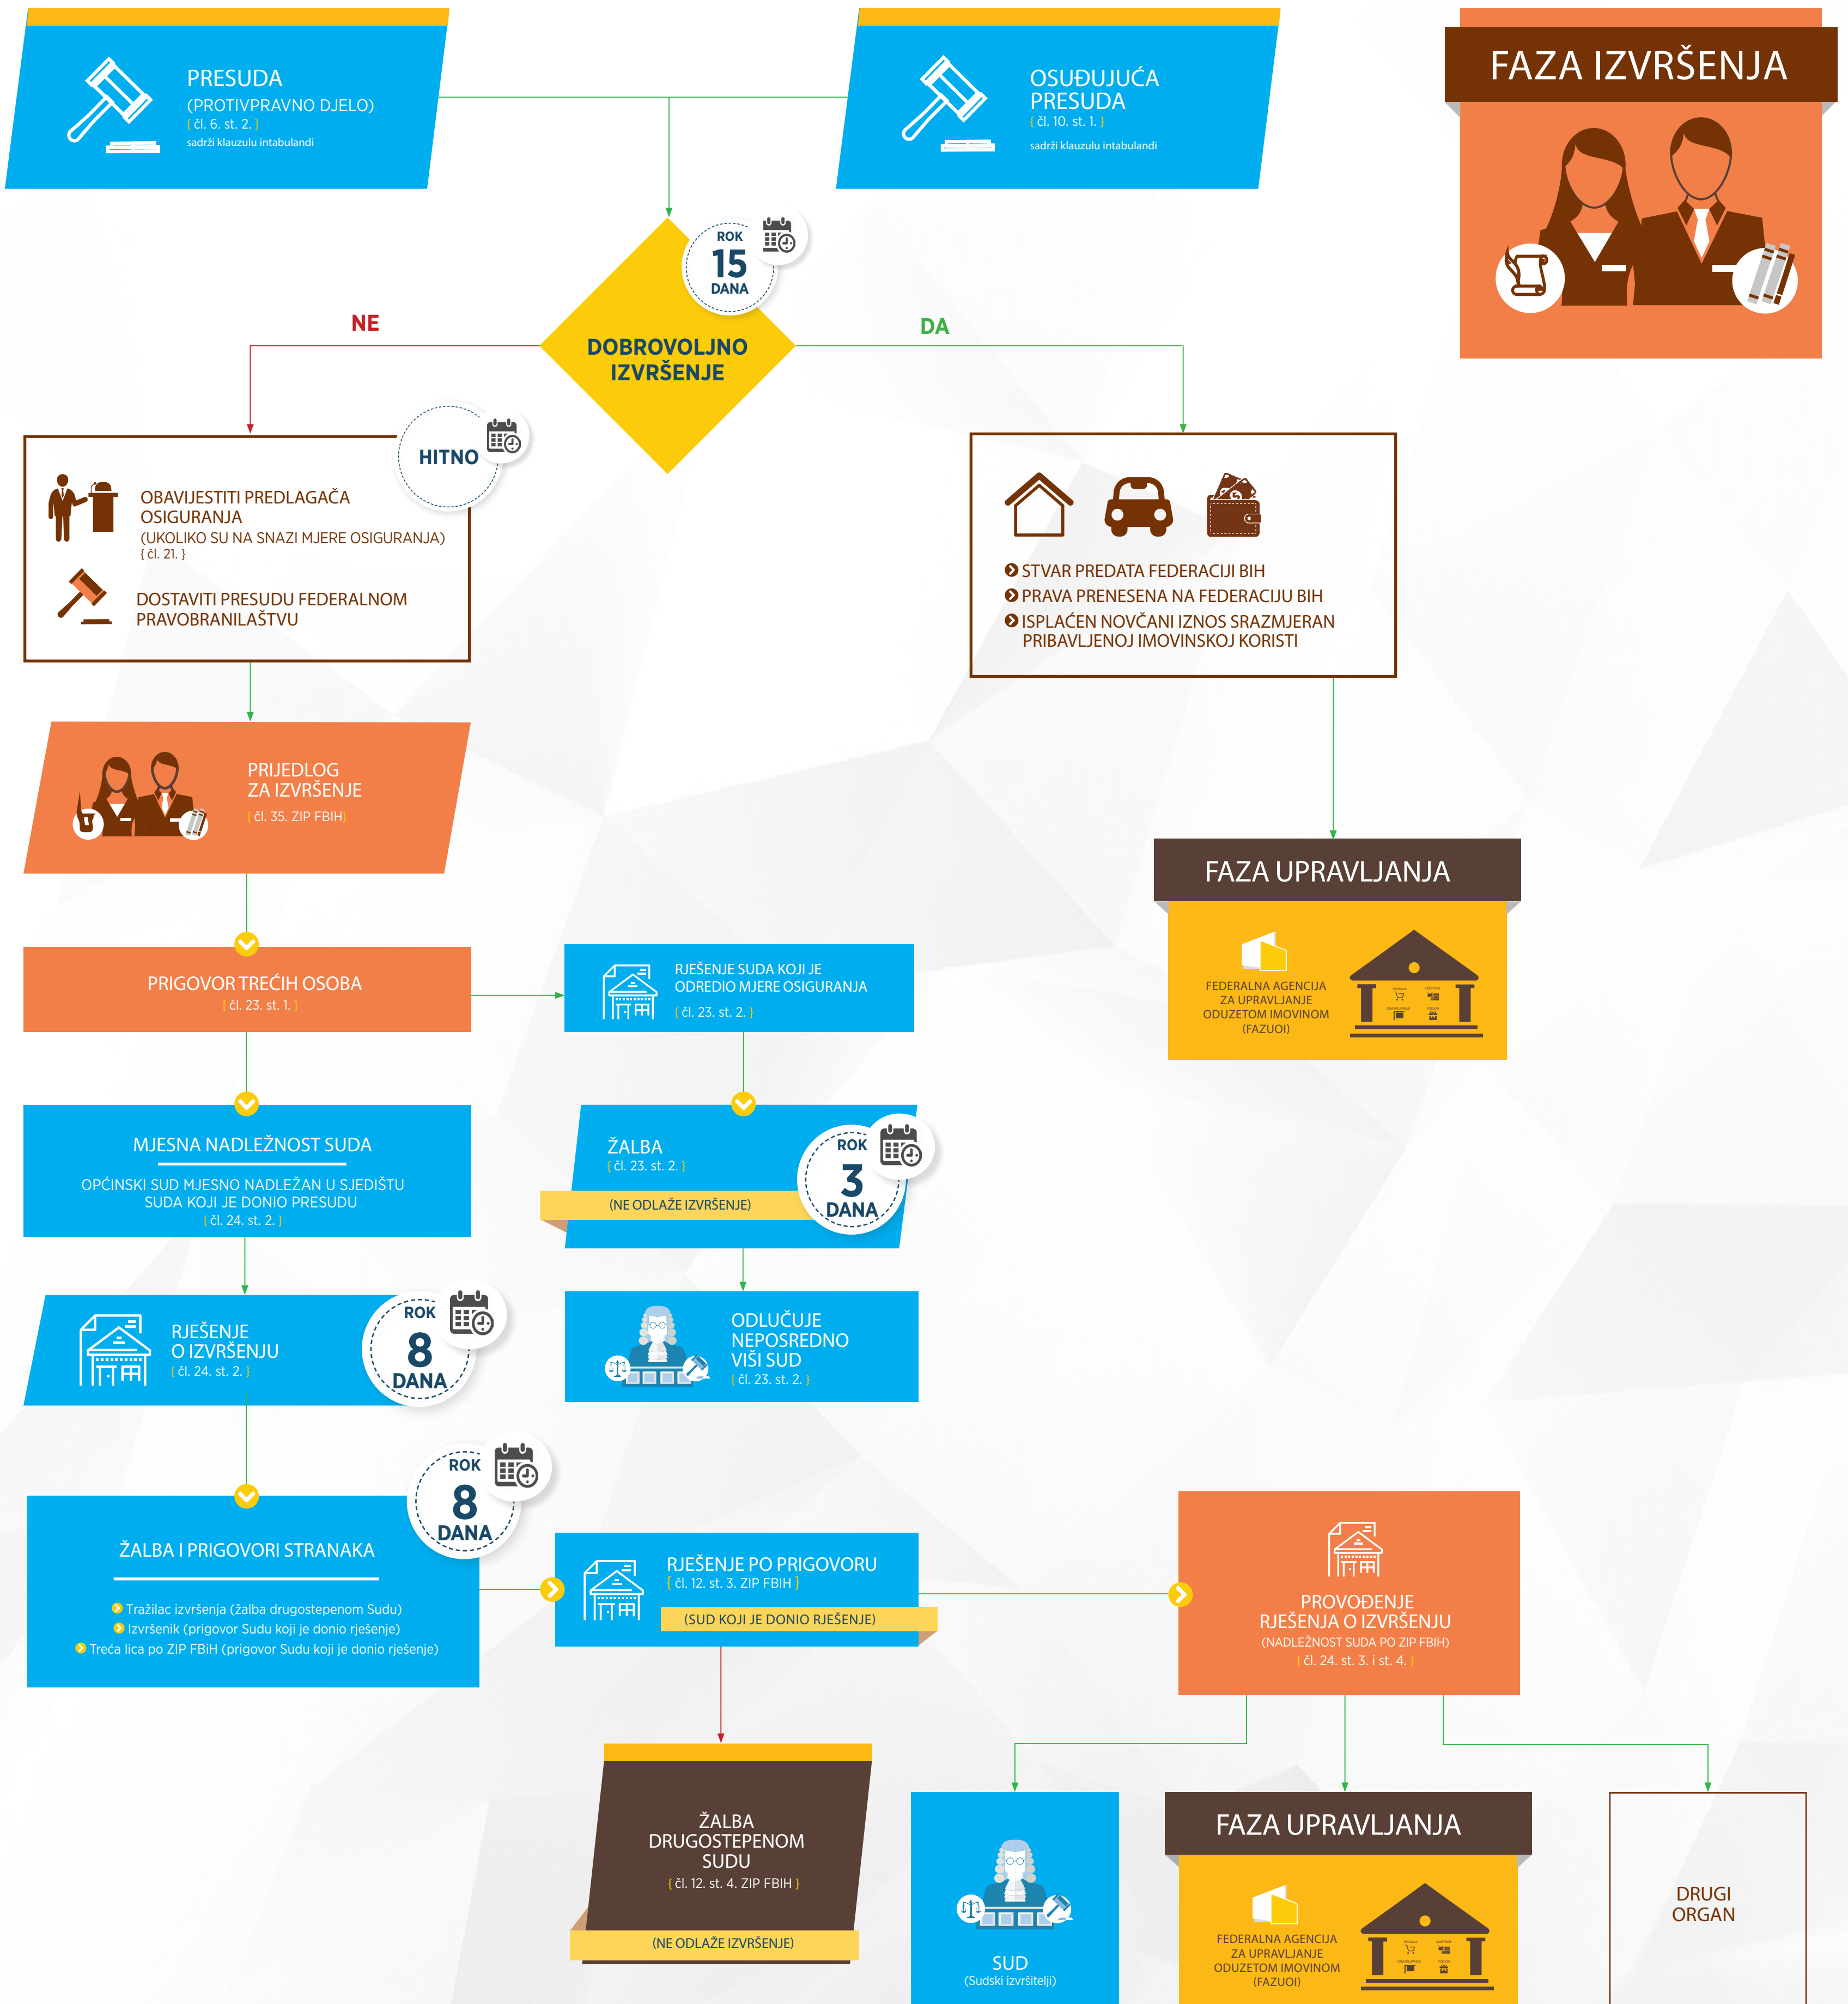 PRESUDA
(PROTIVPRAVNO DJELO)
{ čl. 6. st. 2. }
sadrži klauzulu intabulandi
OSUĐUJUĆA
PRESUDA
{ čl. 10. st. 1. }
sadrži klauzulu intabulandi
FAZA IZVRŠENJA
ROK
15
DANA
NE
DA
DOBROVOLJNO
IZVRŠENJE
HITNO
OBAVIJESTITI PREDLAGAČA
OSIGURANJA
(UKOLIKO SU NA SNAZI MJERE OSIGURANJA)
{ čl. 21. }
DOSTAVITI PRESUDU FEDERALNOM
PRAVOBRANILAŠTVU
STVAR PREDATA FEDERACIJI BIH
PRAVA PRENESENA NA FEDERACIJU BIH
ISPLAĆEN NOVČANI IZNOS SRAZMJERAN
PRIBAVLJENOJ IMOVINSKOJ KORISTI
PRIJEDLOG
ZA IZVRŠENJE
{ čl. 35. ZIP FBIH}
FAZA UPRAVLJANJA
FEDERALNA AGENCIJA
ZA UPRAVLJANJE
ODUZETOM IMOVINOM
(FAZUOI)
PRIGOVOR TREĆIH OSOBA
{ čl. 23. st. 1. }
RJEŠENJE SUDA KOJI JE
ODREDIO MJERE OSIGURANJA
{ čl. 23. st. 2. }
MJESNA NADLEŽNOST SUDA
OPĆINSKI SUD MJESNO NADLEŽAN U SJEDIŠTU
SUDA KOJI JE DONIO PRESUDU
{ čl. 24. st. 2. }
ŽALBA
{ čl. 23. st. 2. }
(NE ODLAŽE IZVRŠENJE)
ROK
3
DANA
RJEŠENJE
O IZVRŠENJU
{ čl. 24. st. 2. }
ROK
8
DANA
ODLUČUJE
NEPOSREDNO
VIŠI SUD
{ čl. 23. st. 2. }
ROK
8
DANA
ŽALBA I PRIGOVORI STRANAKA
Tražilac izvršenja (žalba drugostepenom Sudu)
Izvršenik (prigovor Sudu koji je donio rješenje)
Treća lica po ZIP FBiH (prigovor Sudu koji je donio rješenje)
RJEŠENJE PO PRIGOVORU
{ čl. 12. st. 3. ZIP FBIH }
(SUD KOJI JE DONIO RJEŠENJE)
PROVOĐENJE
RJEŠENJA O IZVRŠENJU
(NADLEŽNOST SUDA PO ZIP FBIH)
{ čl. 24. st. 3. i st. 4. }
ŽALBA
DRUGOSTEPENOM
SUDU
{ čl. 12. st. 4. ZIP FBIH }
(NE ODLAŽE IZVRŠENJE)
SUD
(Sudski izvršitelji)
FAZA UPRAVLJANJA
FEDERALNA AGENCIJA
ZA UPRAVLJANJE
ODUZETOM IMOVINOM
(FAZUOI)
DRUGI
ORGAN